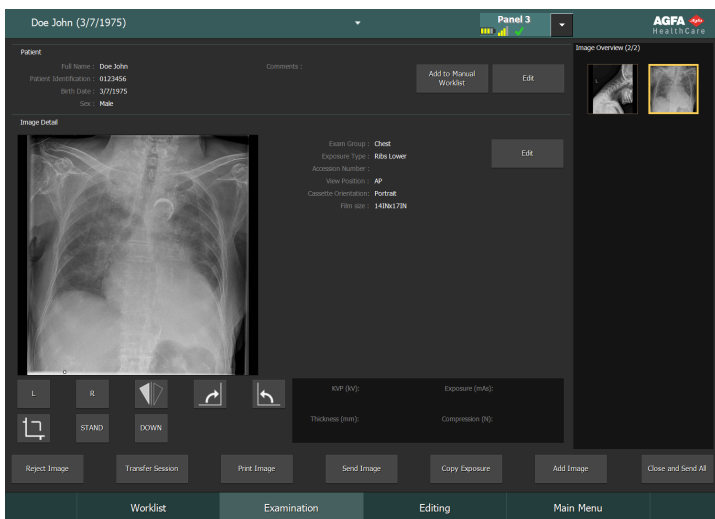 Doe John (3/7/1975)
Panel 3
AGFA
HealthCare
Patient
Full Name : Doe John
Comments :
Patient Identification : 0123456
Birth Date : 3/7/1975
Sex : Male
Add to Manual
Worklist
Edit
Image Overview (2/2)
Image Detail
Exam Group : Chest
Exposure Type : Ribs Lower
Accession Number :
View Position : AP
Cassette Orientation: Portrait
Film size : 14INx17IN
Edit
L
R
STAND
DOWN
KVP (kV):
Exposure (mAs):
Thickness (mm):
Compression (N):
Reject Image
Transfer Session
Print Image
Send Image
Copy Exposure
Add Image
Close and Send All
Worklist
Examination
Editing
Main Menu